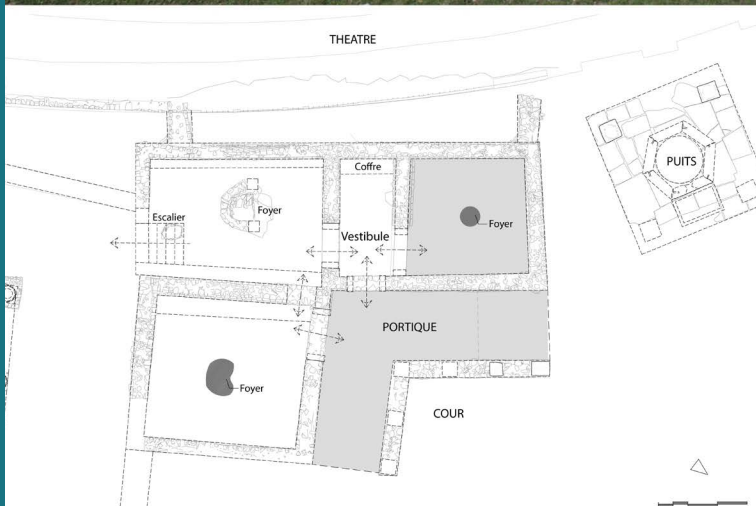 THEATRE
PUITS
Coffre
Escalier
Foyer
Vestibule
Foyer
PORTIQUE
Foyer
COUR